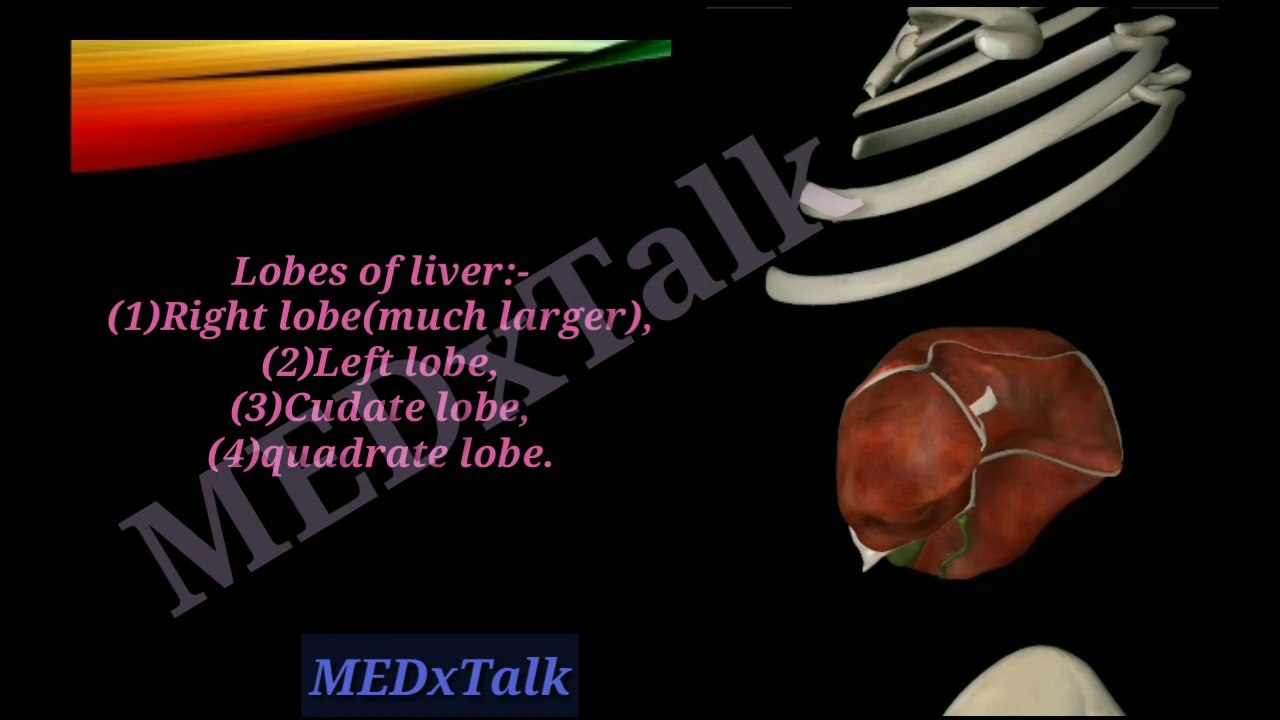 Lobes of liver:-
(1)Right lobe(much larger),
(2)Left lobe,
(3)Cudate lobe,
(4)quadrate lobe.
MEDxTalk
MEDxTalk